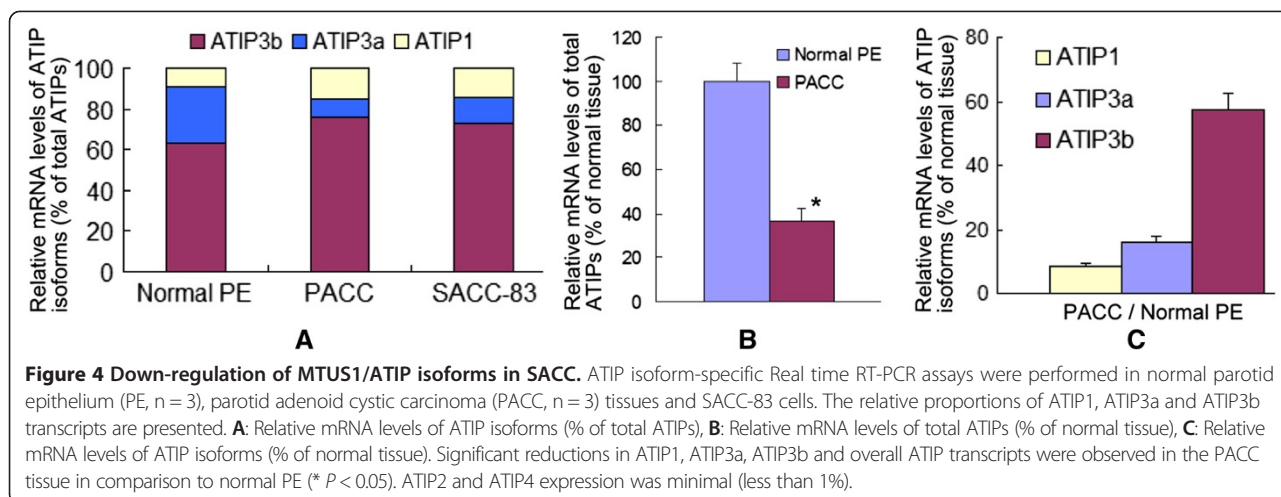 ATIP3b ATIP3a ATIP1
Relative mRNA levels of ATIP
isoforms (% of total ATIPs)
100
80
60
40
20
0
Normal PE PACC SACC-83
A
Relative mRNA levels of total
ATIPs (% of normal tissue)
120
100
80
60
40
20
0
Normal PE
PACC
*
B
Relative mRNA levels of ATIP
isoforms (% of normal tissue)
80
60
40
20
0
ATIP1
ATIP3a
ATIP3b
PACC / Normal PE
C
Figure 4 Down-regulation of MTUS1/ATIP isoforms in SACC. ATIP isoform-specific Real time RT-PCR assays were performed in normal parotid
epithelium (PE, n = 3), parotid adenoid cystic carcinoma (PACC, n = 3) tissues and SACC-83 cells. The relative proportions of ATIP1, ATIP3a and ATIP3b
transcripts are presented. A: Relative mRNA levels of ATIP isoforms (% of total ATIPs), B: Relative mRNA levels of total ATIPs (% of normal tissue), C: Relative
mRNA levels of ATIP isoforms (% of normal tissue). Significant reductions in ATIP1, ATIP3a, ATIP3b and overall ATIP transcripts were observed in the PACC
tissue in comparison to normal PE (* P < 0.05). ATIP2 and ATIP4 expression was minimal (less than 1%).